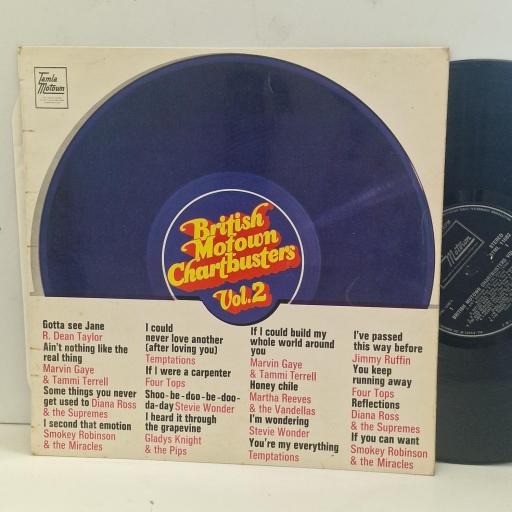 Tamla
Motown
British
Motown
Chartbusters
Vol.2
Gotta see Jane
R. Dean Taylor
Ain's nothing like the
real thing
Marvin Gaye
& Tammi Terrell
Some things you never
get used to Diana Ross
& the Supremes
I second that emotion
Smokey Robinson
& the Miracles
I could
never love another
(after loving you)
Temptations
If I were a carpenter
Four Tops
Shoo-be-doo-be-doo-
da-day Stevie Wonder
I heard it through
the grapevine
Gladys Knight
& the Pips
If I could build my
whole world around
you
Marvin Gaye
& Tammi Terrell
Honey chile
Martha Reeves
& the Vandellas
I'm wondering
Stevie Wonder
You're my everything
Temptations
I've passed
this way before
Jimmy Ruffin
You keep
running away
Four Tops
Reflections
Diana Ross
& the Supremes
If you can want
Smokey Robinson
& the Miracles
Motown
STEREO
BRITISH MOTOWN CHARTBUSTERS